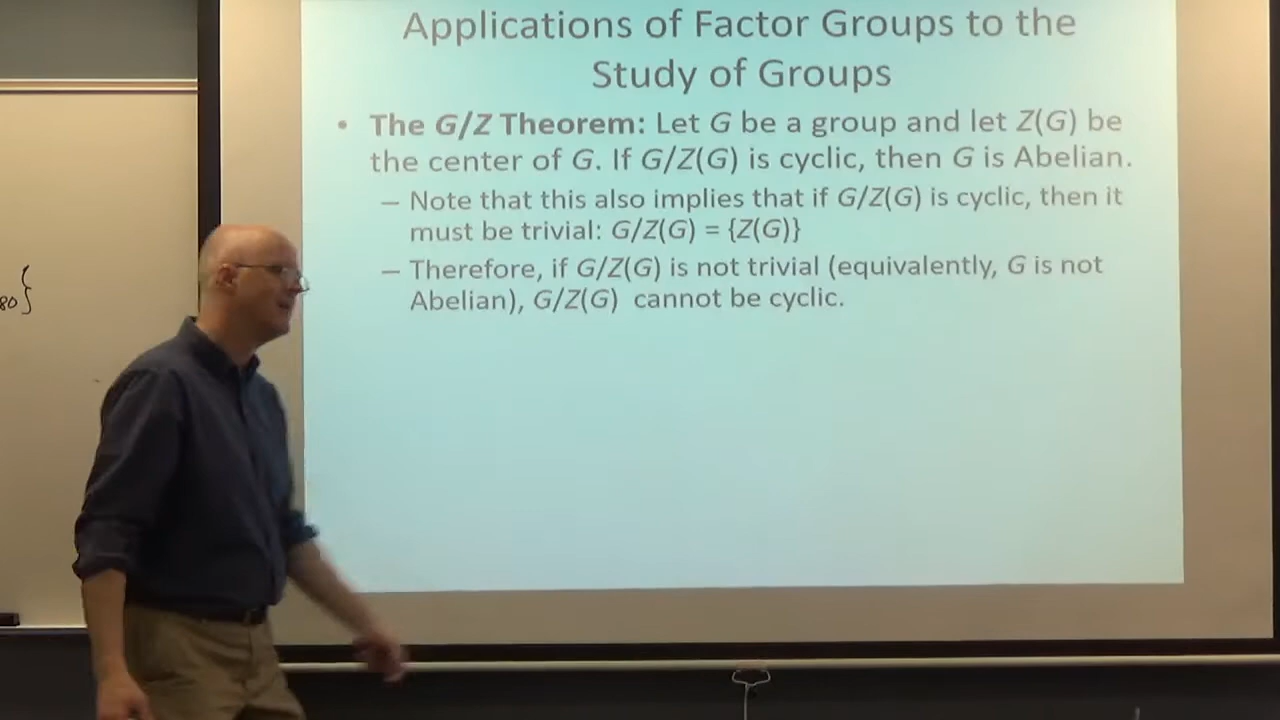 Applications of Factor Groups to the
Study of Groups
• The G/Z Theorem: Let G be a group and let Z(G) be
the center of G. If G/Z(G) is cyclic, then G is Abelian.
– Note that this also implies that if G/Z(G) is cyclic, then it
must be trivial: G/Z(G) = {Z(G)}
– Therefore, if G/Z(G) is not trivial (equivalently, G is not
Abelian), G/Z(G) cannot be cyclic.
80}